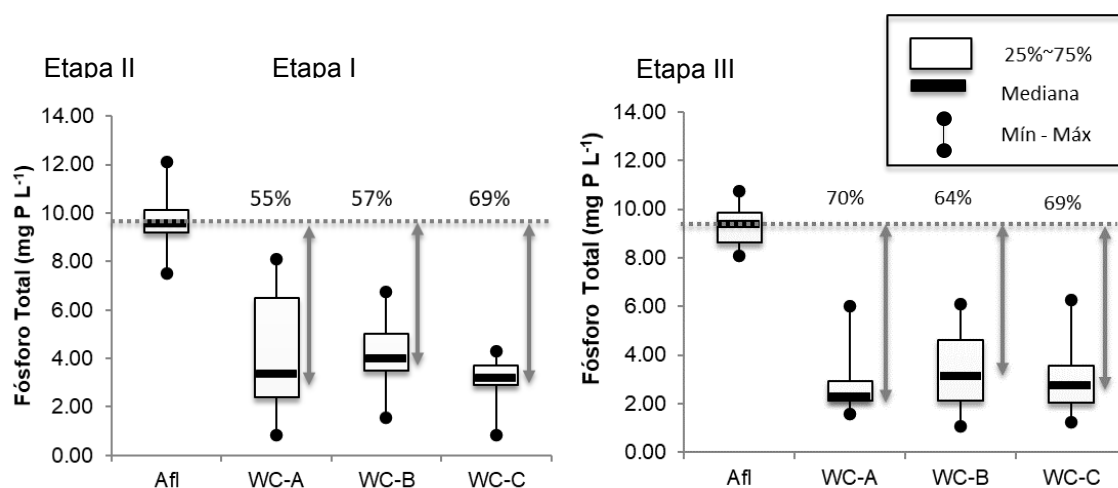 Etapa II
Etapa I
Fósforo Total (mg P L-1)
14.00
12.00
10.00
8.00
6.00
4.00
2.00
0.00
55%
57%
69%
Afl
WC-A
WC-B
WC-C
Etapa III
Fósforo Total (mg P L-1)
14.00
12.00
10.00
8.00
6.00
4.00
2.00
0.00
70%
64%
69%
Afl
WC-A
WC-B
WC-C
25%~75%
Mediana
Mín - Máx